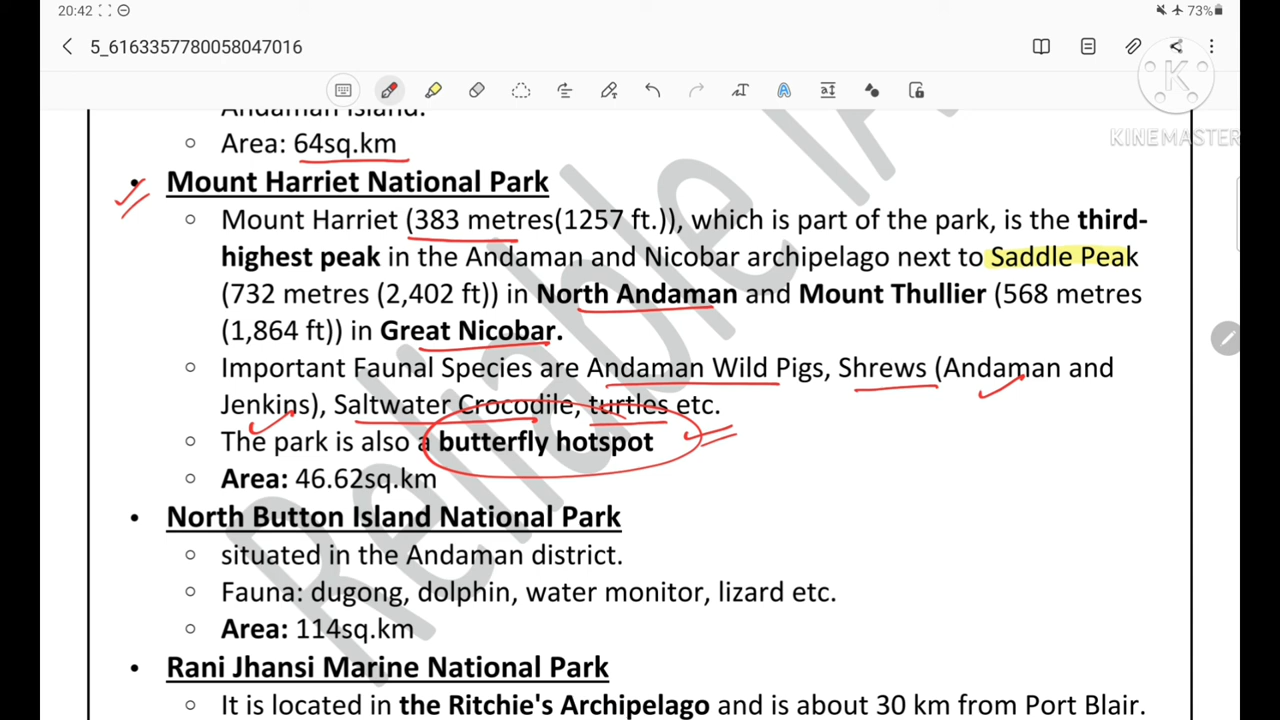 20:42
73%
5_6163357780058047016
KINEMASTER
Andaman Island.
○ Area: 64sq.km
• Mount Harriet National Park
○ Mount Harriet (383 metres(1257 ft.)), which is part of the park, is the third-
highest peak in the Andaman and Nicobar archipelago next to Saddle Peak
(732 metres (2,402 ft)) in North Andaman and Mount Thullier (568 metres
(1,864 ft)) in Great Nicobar.
○ Important Faunal Species are Andaman Wild Pigs, Shrews (Andaman and
Jenkins), Saltwater Crocodile, turtles etc.
○ The park is also a butterfly hotspot
○ Area: 46.62sq.km
• North Button Island National Park
○ situated in the Andaman district.
○ Fauna: dugong, dolphin, water monitor, lizard etc.
○ Area: 114sq.km
• Rani Jhansi Marine National Park
○ It is located in the Ritchie's Archipelago and is about 30 km from Port Blair.
Reliable IA